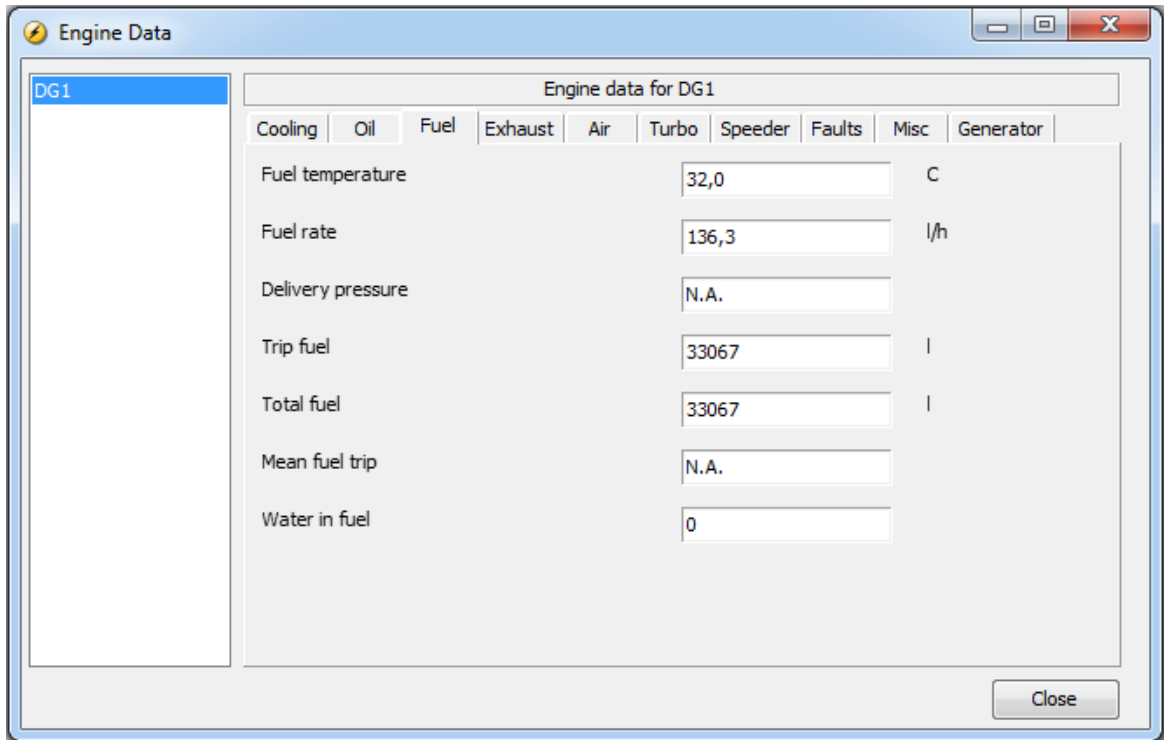 Engine Data
DG1
Engine data for DG1
Cooling Oil Fuel Exhaust Air Turbo Speeder Faults Misc Generator
Fuel temperature 32,0 C
Fuel rate 136,3 l/h
Delivery pressure N.A.
Trip fuel 33067 l
Total fuel 33067 l
Mean fuel trip N.A.
Water in fuel 0
Close